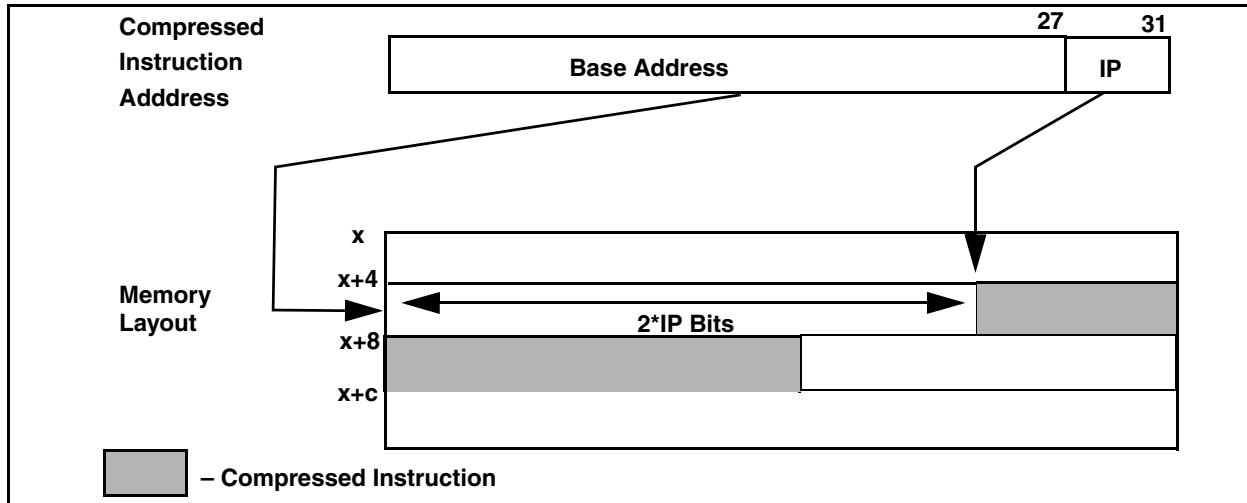 Compressed
Instruction
Adddress
27 31
Base Address IP
x
x+4
Memory
Layout
2*IP Bits
x+8
x+c
– Compressed Instruction